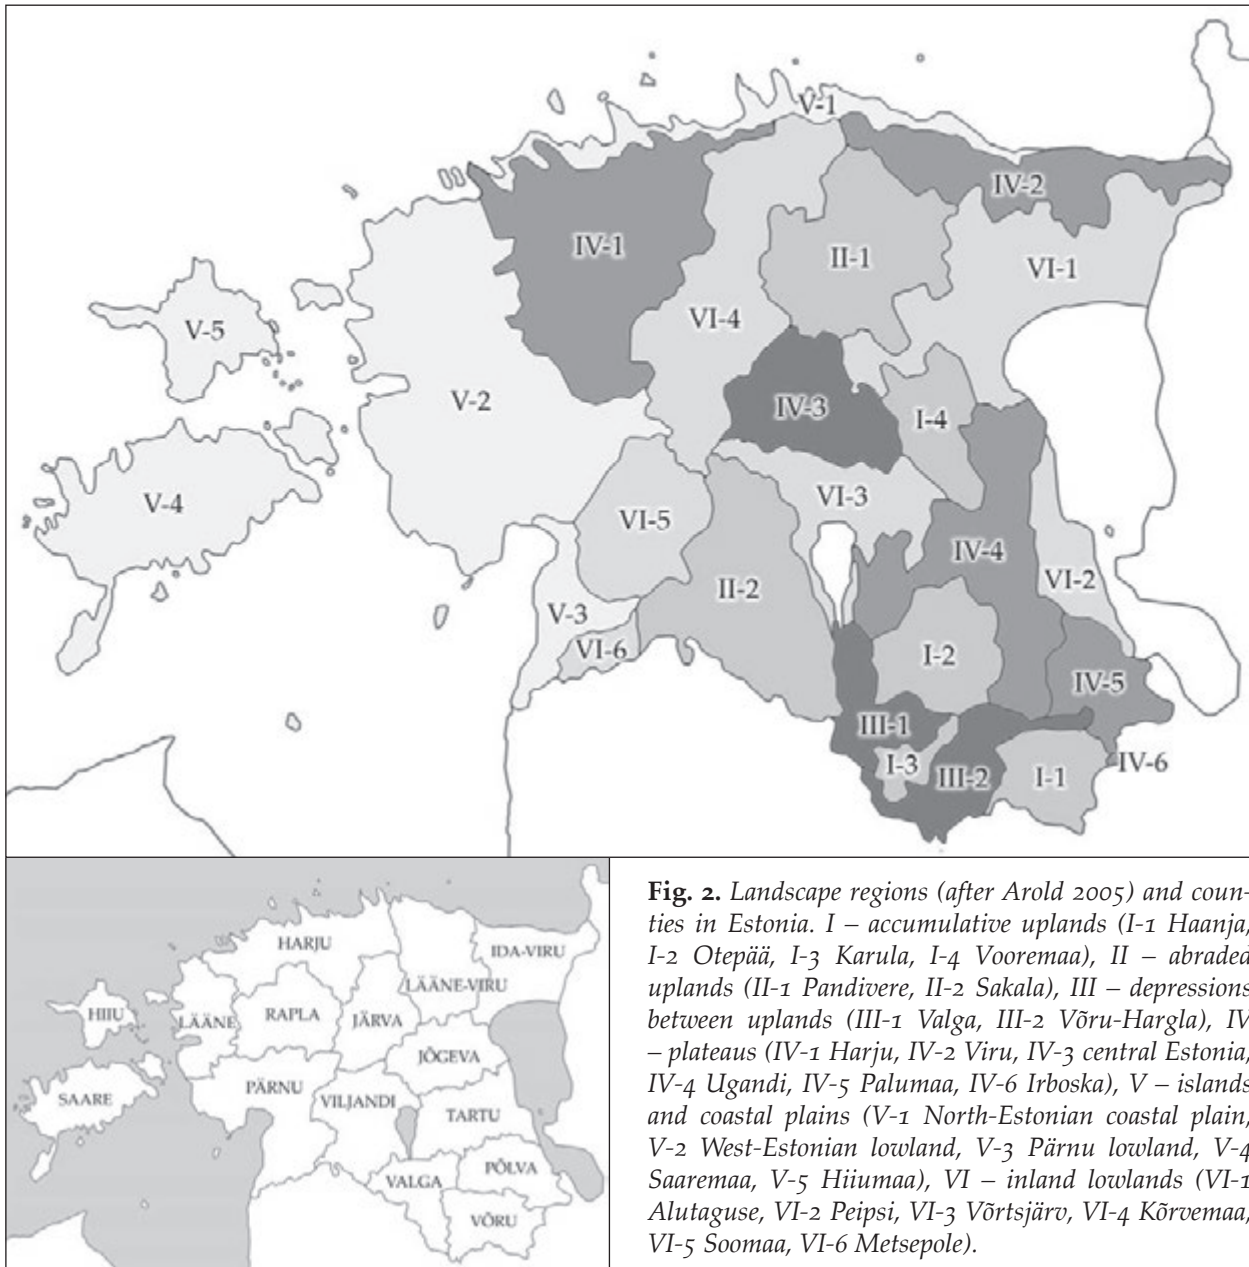 V-1
IV-2
IV-1
II-1
VI-1
V-5
VI-4
V-2
IV-3
I-4
V-4
VI-3
VI-5
IV-4
VI-2
II-2
V-3
VI-6
I-2
IV-5
III-1
I-3
III-2
I-1
IV-6
HARJU
IDA-VIRU
LÄÄNE-VIRU
HIIU
LÄÄNE
RAPLA
JÄRVA
JÕGEVA
SAARE
PÄRNU
VILJANDI
TARTU
PÕLVA
VALGA
VÕRU
Fig. 2. Landscape regions (after Arold 2005) and coun-
ties in Estonia. I – accumulative uplands (I-1 Haanja,
I-2 Otepää, I-3 Karula, I-4 Vooremaa), II – abraded
uplands (II-1 Pandivere, II-2 Sakala), III – depressions
between uplands (III-1 Valga, III-2 Võru-Hargla), IV
– plateaus (IV-1 Harju, IV-2 Viru, IV-3 central Estonia,
IV-4 Ugandi, IV-5 Palumaa, IV-6 Irboska), V – islands
and coastal plains (V-1 North-Estonian coastal plain,
V-2 West-Estonian lowland, V-3 Pärnu lowland, V-4
Saaremaa, V-5 Hiiumaa), VI – inland lowlands (VI-1
Alutaguse, VI-2 Peipsi, VI-3 Võrtsjärv, VI-4 Kõrvemaa,
VI-5 Soomaa, VI-6 Metsepole).